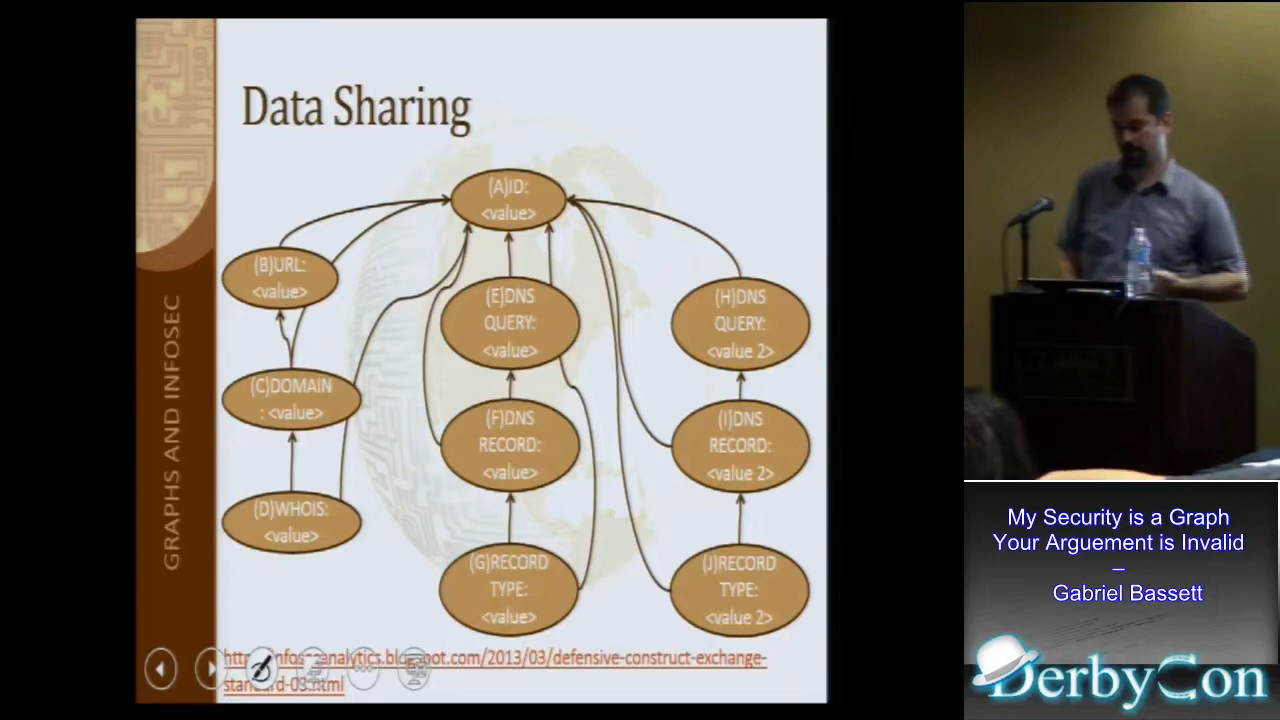 Data Sharing
(A)ID:
<value>
(B)URL:
<value>
(C)DOMAIN
: <value>
(D)WHOIS:
<value>
(E)DNS
QUERY:
<value>
(F)DNS
RECORD:
<value>
(G)RECORD
TYPE:
<value>
(H)DNS
QUERY:
<value 2>
(I)DNS
RECORD:
<value 2>
(J)RECORD
TYPE:
<value 2>
GRAPHS AND INFOSEC
http://infosecanalytics.blogspot.com/2013/03/defensive-construct-exchange-
standard-03.html
My Security is a Graph
Your Arguement is Invalid
–
Gabriel Bassett
DerbyCon